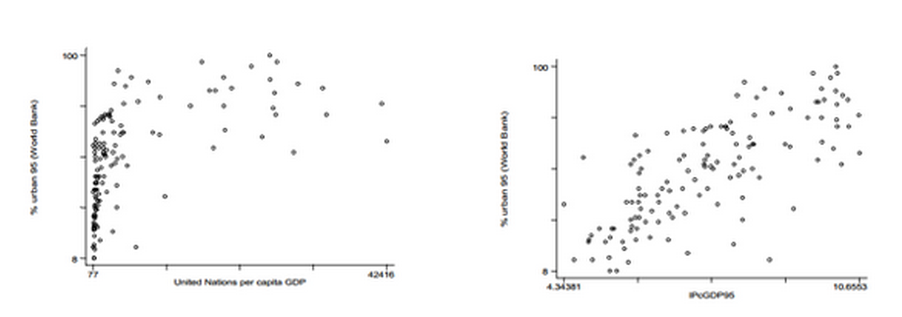 100
% urban 95 (World Bank)
8
77
42416
United Nations per capita GDP
100
% urban 95 (World Bank)
8
4.34381
10.6553
lPcGDP95